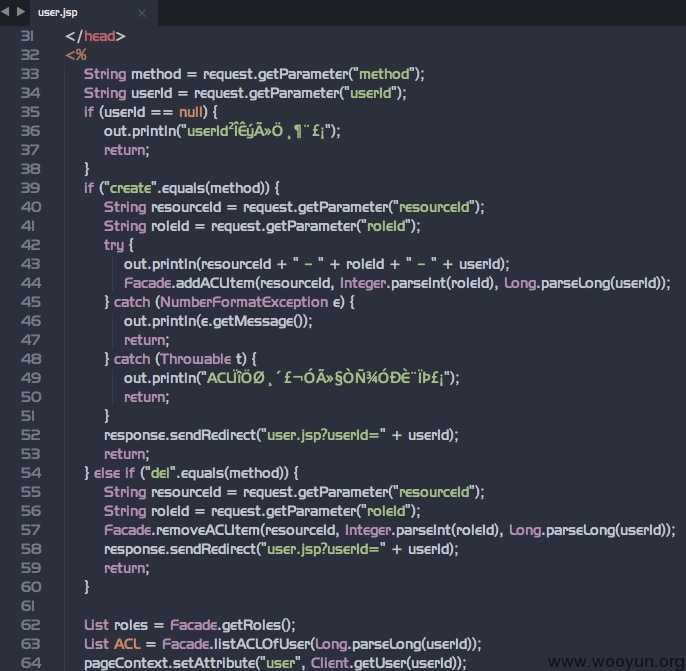 user.jsp
31 </head>
32 <%
33 String method = request.getParameter("method");
34 String userId = request.getParameter("userId");
35 if (userId == null) {
36 out.println("userId²ÎÊýÃ»Ö¸¶¨£¡");
37 return;
38 }
39 if ("create".equals(method)) {
40 String resourceId = request.getParameter("resourceId");
41 String roleId = request.getParameter("roleId");
42 try {
43 out.println(resourceId + " - " + roleId + " - " + userId);
44 Facade.addACLItem(resourceId, Integer.parseInt(roleId), Long.parseLong(userId));
45 } catch (NumberFormatException e) {
46 out.println(e.getMessage());
47 return;
48 } catch (Throwable t) {
49 out.println("ACLÏîÖØ¸´£¬ÓÃ»§ÒÑ¾ÓÐÈ¨ÏÞ£¡");
50 return;
51 }
52 response.sendRedirect("user.jsp?userId=" + userId);
53 return;
54 } else if ("del".equals(method)) {
55 String resourceId = request.getParameter("resourceId");
56 String roleId = request.getParameter("roleId");
57 Facade.removeACLItem(resourceId, Integer.parseInt(roleId), Long.parseLong(userId));
58 response.sendRedirect("user.jsp?userId=" + userId);
59 return;
60 }
61
62 List roles = Facade.getRoles();
63 List ACL = Facade.listACLOfUser(Long.parseLong(userId));
64 pageContext.setAttribute("user", Client.getUser(userId));
www.wooyun.org